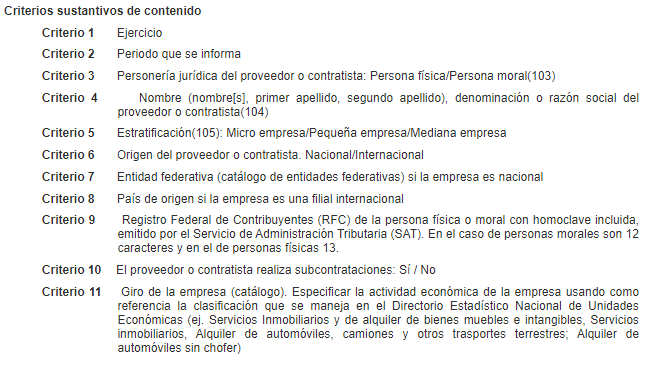 Criterios sustantivos de contenido
Criterio 1 Ejercicio
Criterio 2 Periodo que se informa
Criterio 3 Personería jurídica del proveedor o contratista: Persona física/Persona moral(103)
Criterio 4 Nombre (nombre[s], primer apellido, segundo apellido), denominación o razón social del
proveedor o contratista(104)
Criterio 5 Estratificación(105): Micro empresa/Pequeña empresa/Mediana empresa
Criterio 6 Origen del proveedor o contratista. Nacional/Internacional
Criterio 7 Entidad federativa (catálogo de entidades federativas) si la empresa es nacional
Criterio 8 País de origen si la empresa es una filial internacional
Criterio 9 Registro Federal de Contribuyentes (RFC) de la persona física o moral con homoclave incluida,
emitido por el Servicio de Administración Tributaria (SAT). En el caso de personas morales son 12
caracteres y en el de personas físicas 13.
Criterio 10 El proveedor o contratista realiza subcontrataciones: Sí / No
Criterio 11 Giro de la empresa (catálogo). Especificar la actividad económica de la empresa usando como
referencia la clasificación que se maneja en el Directorio Estadístico Nacional de Unidades
Económicas (ej. Servicios Inmobiliarios y de alquiler de bienes muebles e intangibles, Servicios
inmobiliarios, Alquiler de automóviles, camiones y otros trasportes terrestres; Alquiler de
automóviles sin chofer)